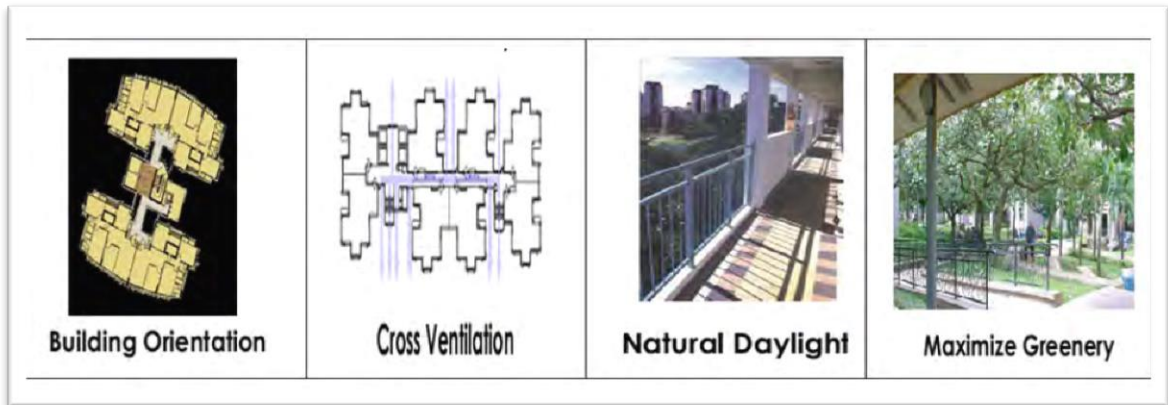 Building Orientation
Cross Ventilation
Natural Daylight
Maximize Greenery